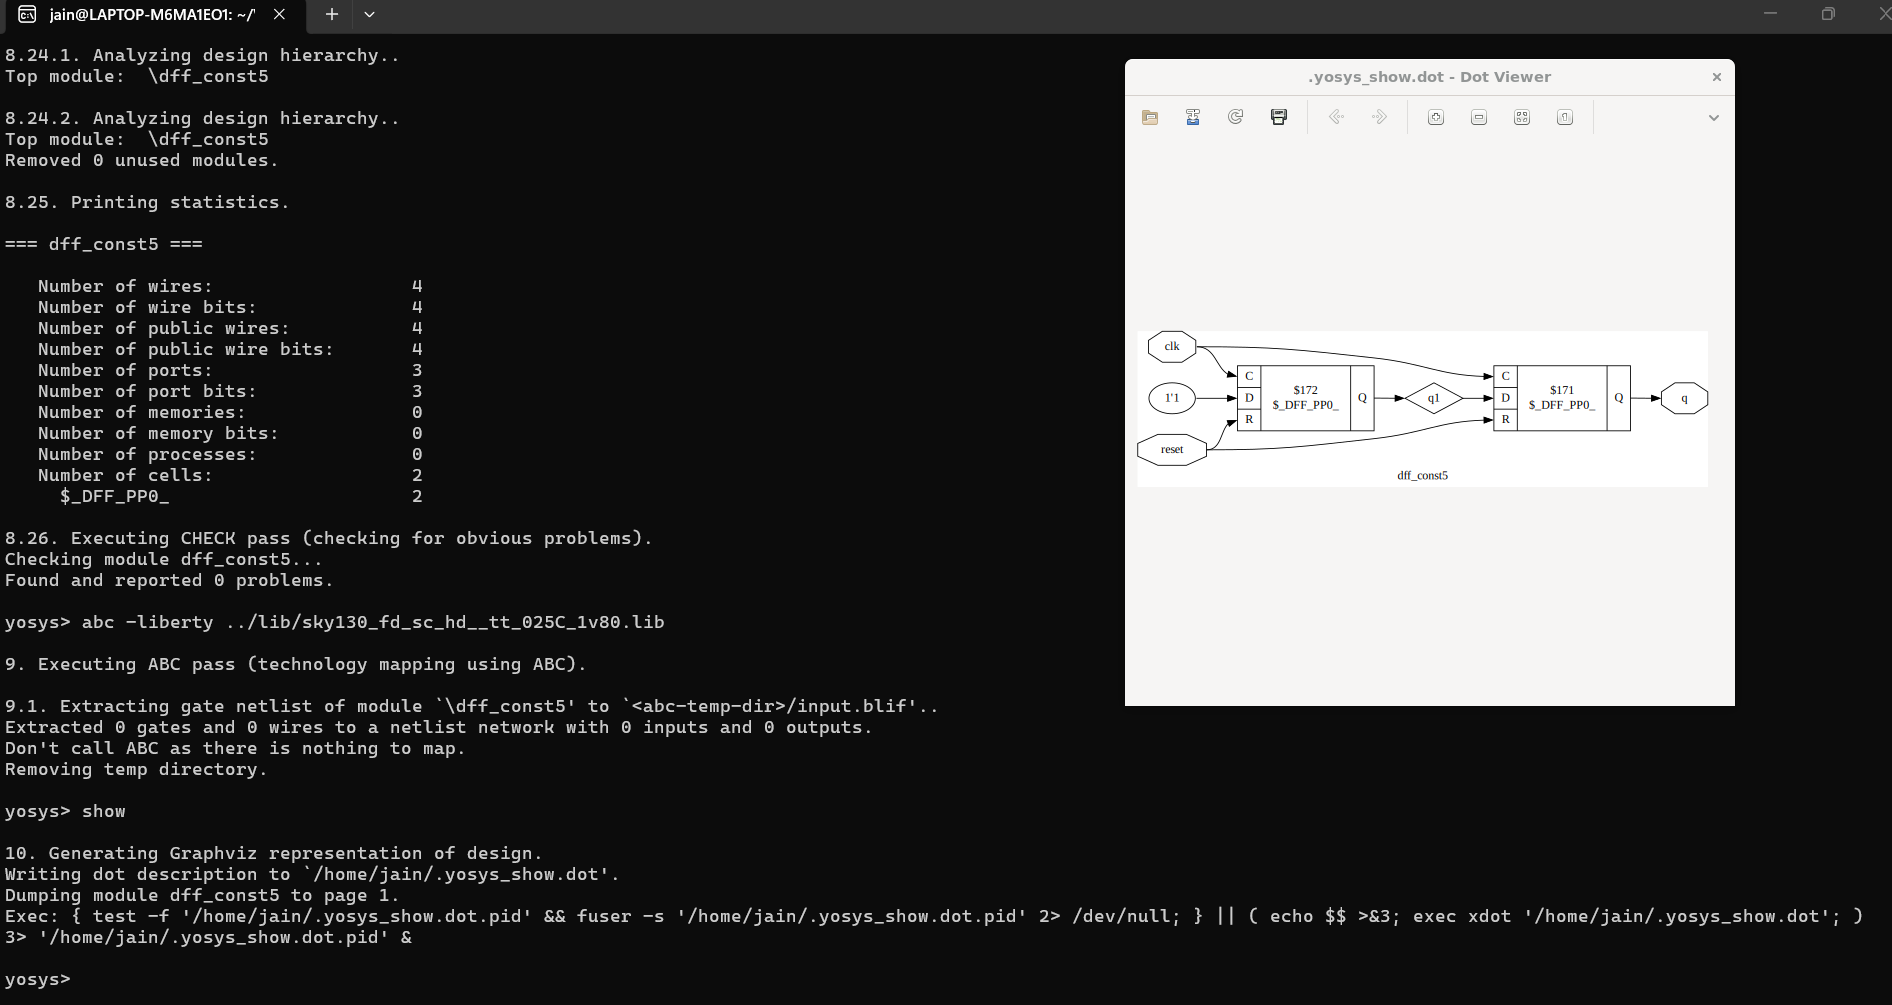 jain@LAPTOP-M6MA1EO1: ~/'
8.24.1. Analyzing design hierarchy..
Top module:  \dff_const5
8.24.2. Analyzing design hierarchy..
Top module:  \dff_const5
Removed 0 unused modules.
8.25. Printing statistics.
=== dff_const5 ===
Number of wires: 4
Number of wire bits: 4
Number of public wires: 4
Number of public wire bits: 4
Number of ports: 3
Number of port bits: 3
Number of memories: 0
Number of memory bits: 0
Number of processes: 0
Number of cells: 2
$_DFF_PP0_ 2
8.26. Executing CHECK pass (checking for obvious problems).
Checking module dff_const5...
Found and reported 0 problems.
yosys> abc -liberty ../lib/sky130_fd_sc_hd__tt_025C_1v80.lib
9. Executing ABC pass (technology mapping using ABC).
9.1. Extracting gate netlist of module `\dff_const5' to `<abc-temp-dir>/input.blif'..
Extracted 0 gates and 0 wires to a netlist network with 0 inputs and 0 outputs.
Don't call ABC as there is nothing to map.
Removing temp directory.
yosys> show
10. Generating Graphviz representation of design.
Writing dot description to `/home/jain/.yosys_show.dot'.
Dumping module dff_const5 to page 1.
Exec: { test -f '/home/jain/.yosys_show.dot.pid' && fuser -s '/home/jain/.yosys_show.dot.pid' 2> /dev/null; } || ( echo $$ >&3; exec xdot '/home/jain/.yosys_show.dot'; )
3> '/home/jain/.yosys_show.dot.pid' &
yosys>
.yosys_show.dot - Dot Viewer
clk
1'1
reset
C
D
R
$172
$_DFF_PP0_
Q
q1
C
D
R
$171
$_DFF_PP0_
Q
q
dff_const5